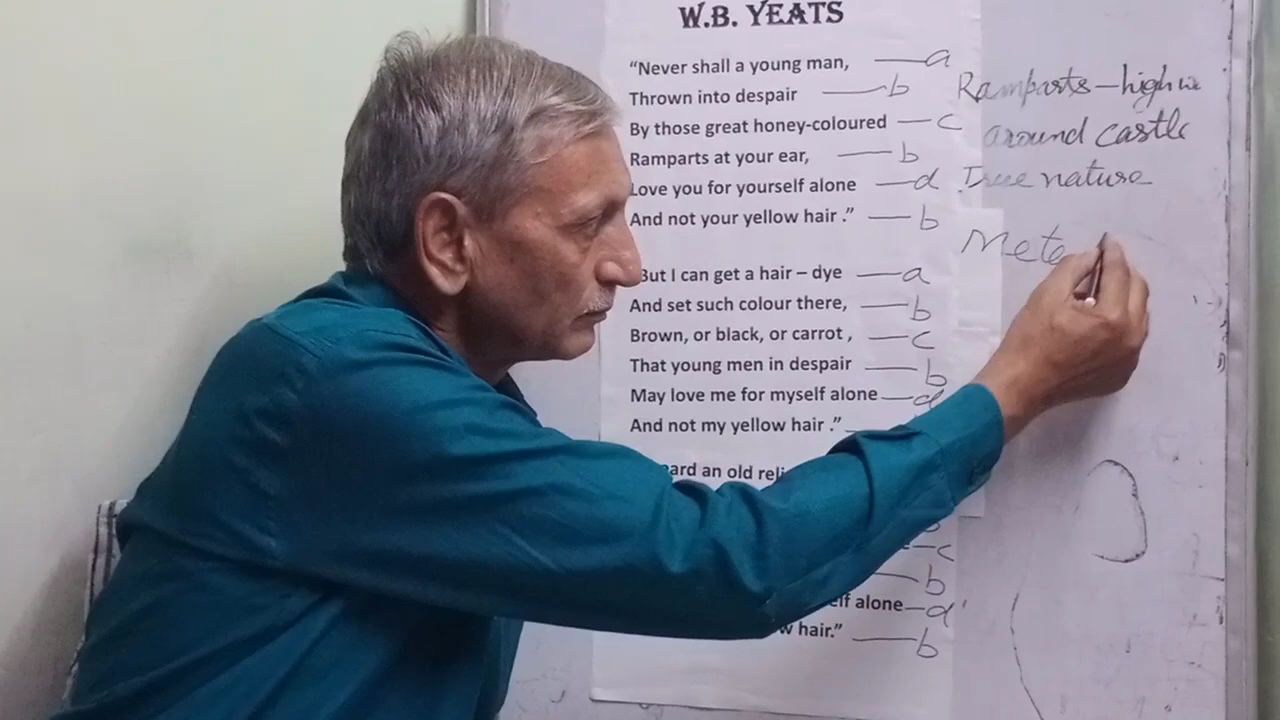 W.B. YEATS
“Never shall a young man, — a
Thrown into despair — b
By those great honey-coloured — c
Ramparts at your ear, — b
Love you for yourself alone — d
And not your yellow hair .” — b
But I can get a hair – dye — a
And set such colour there, — b
Brown, or black, or carrot , — c
That young men in despair — b
May love me for myself alone — d
And not my yellow hair .” —
an old
— c
— b
alone — d
hair.” — b
Ramparts — high
around castle
True nature
Mete